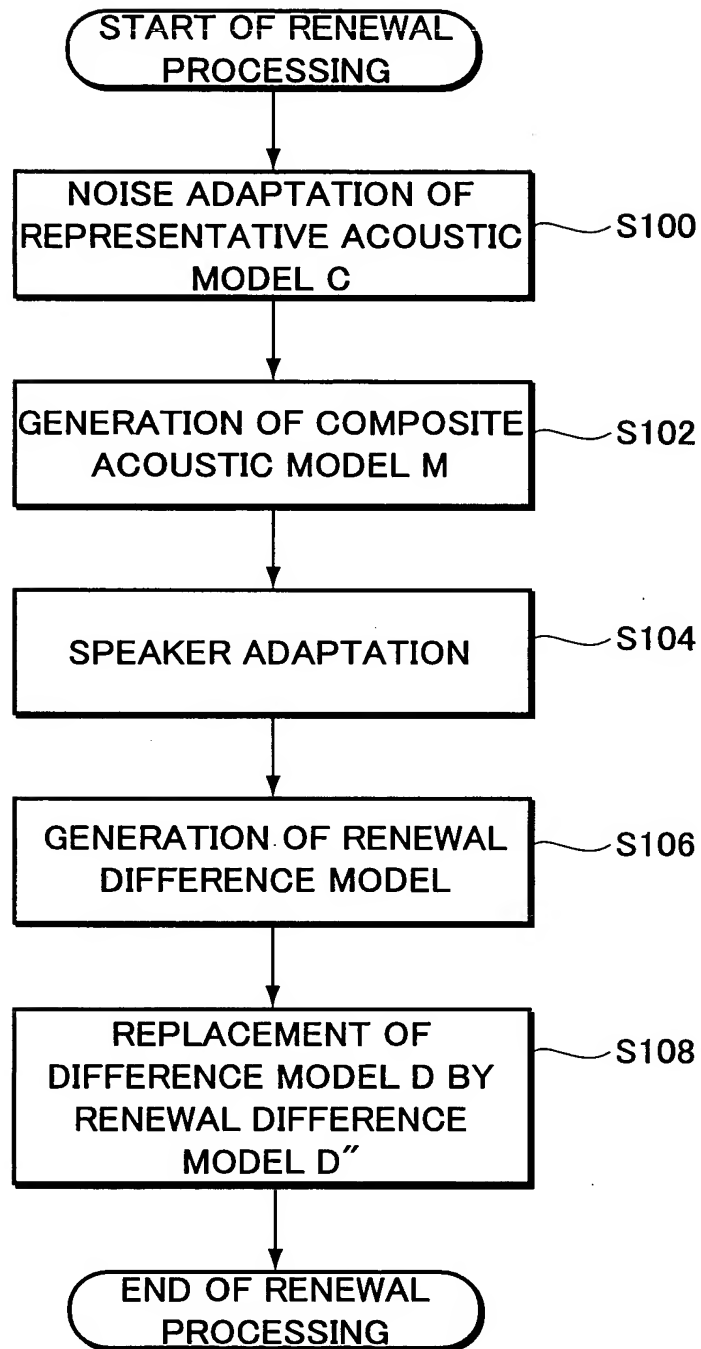 START OF RENEWAL
PROCESSING
NOISE ADAPTATION OF
REPRESENTATIVE ACOUSTIC
MODEL C
S100
GENERATION OF COMPOSITE
ACOUSTIC MODEL M
S102
SPEAKER ADAPTATION
S104
GENERATION OF RENEWAL
DIFFERENCE MODEL
S106
REPLACEMENT OF
DIFFERENCE MODEL D BY
RENEWAL DIFFERENCE
MODEL D″
S108
END OF RENEWAL
PROCESSING